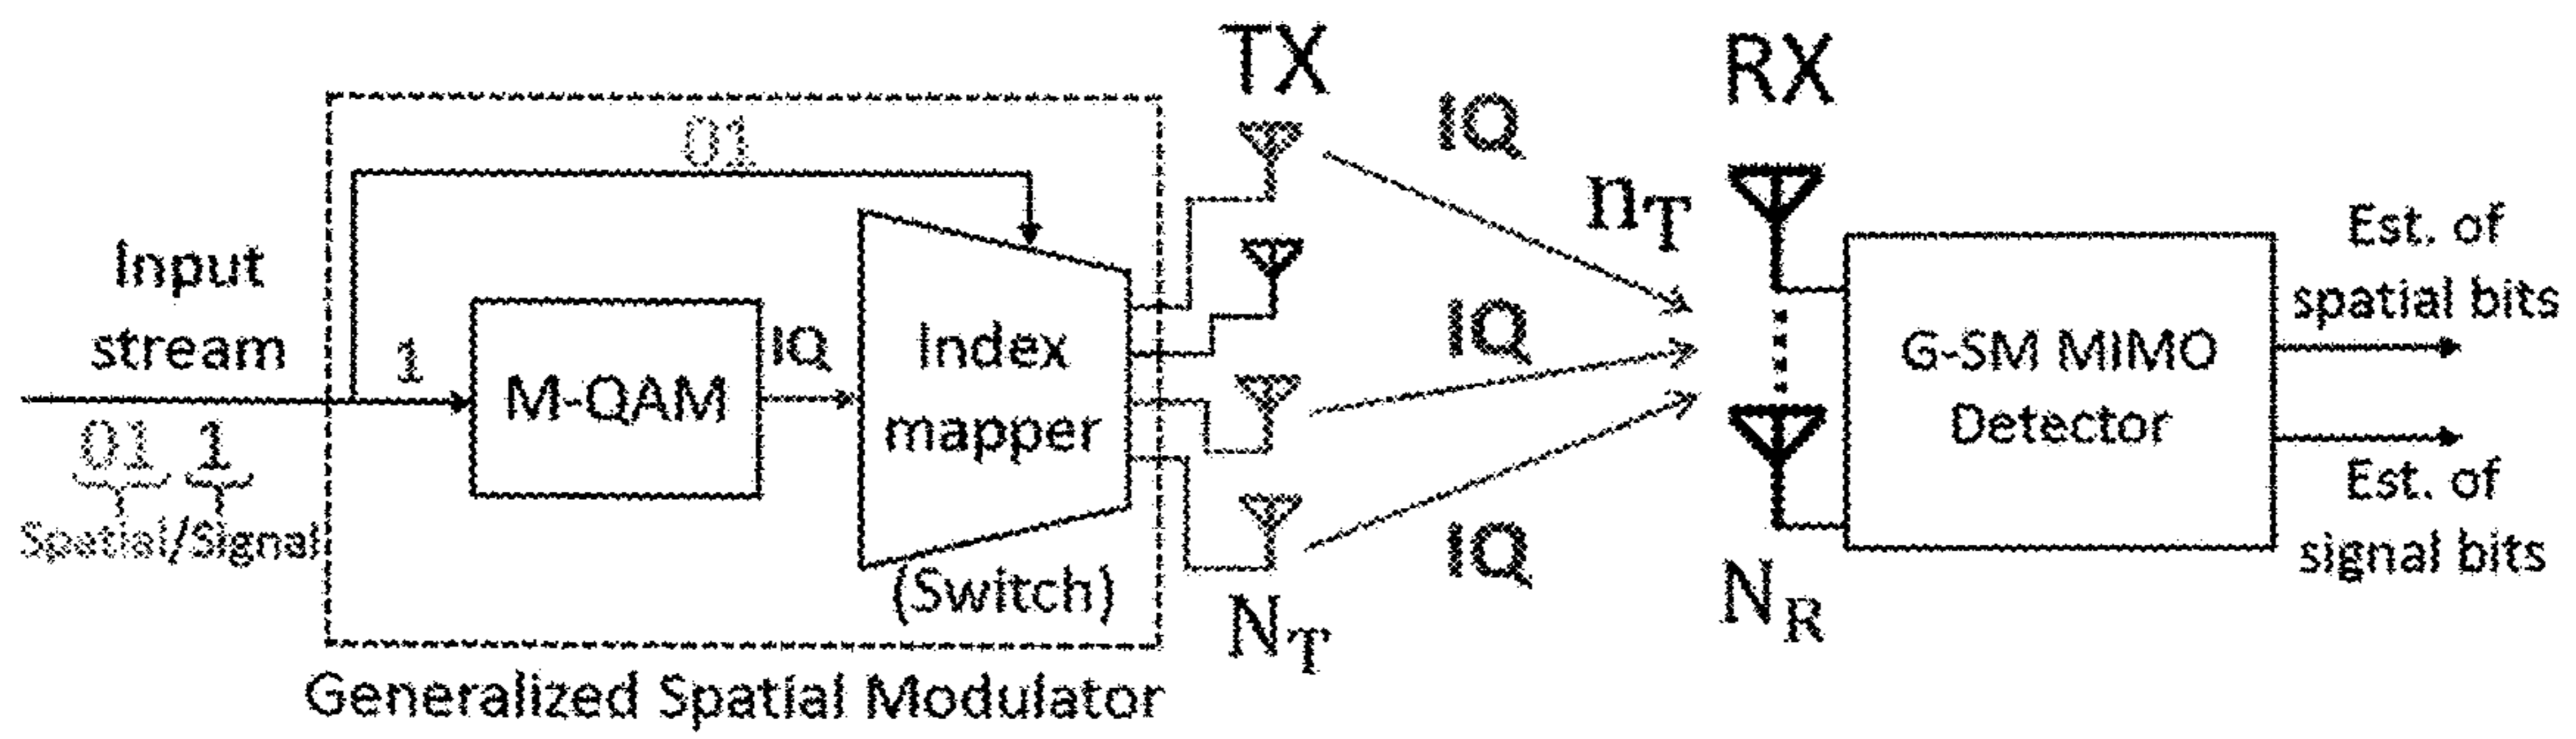 TX
RX
IQ
01
n_T
Input
stream
1
IQ
M-QAM
Index
mapper
(Switch)
01 1
Spatial/Signal
IQ
IQ
N_T
N_R
G-SM MIMO
Detector
Est. of
spatial bits
Est. of
signal bits
Generalized Spatial Modulator